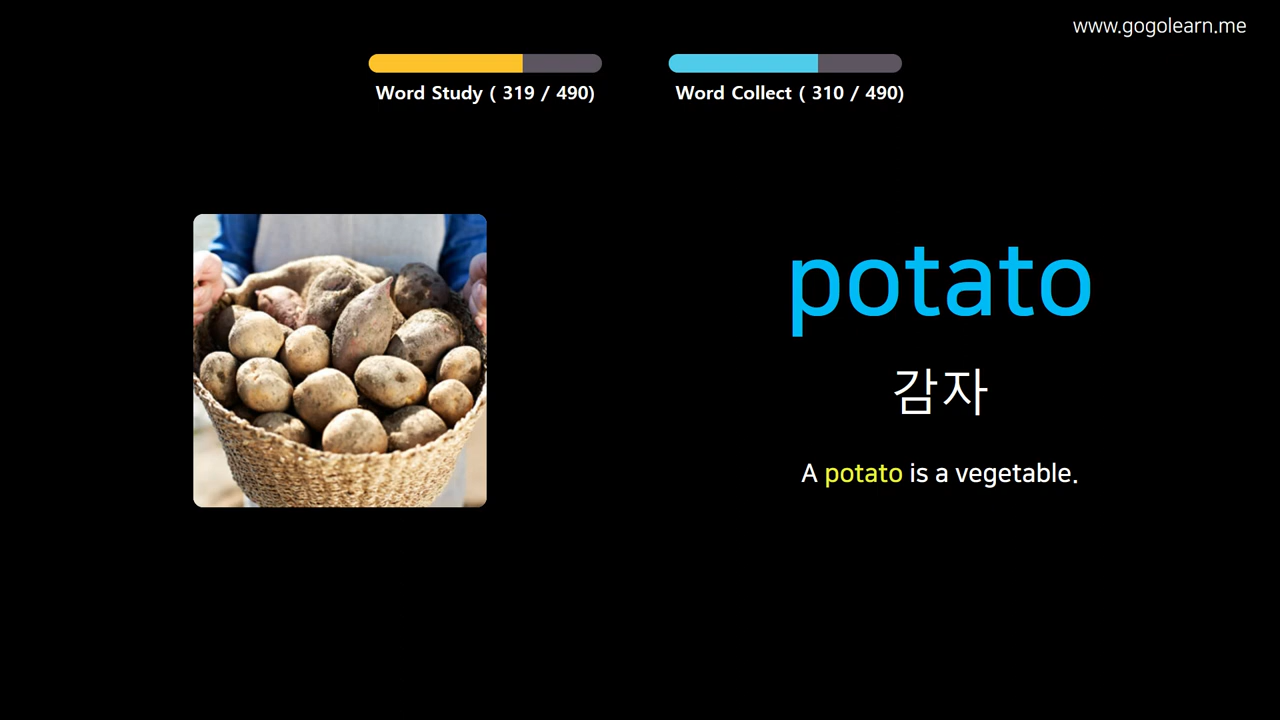 www.gogolearn.me
Word Study ( 319 / 490)
Word Collect ( 310 / 490)
potato
감자
A potato is a vegetable.